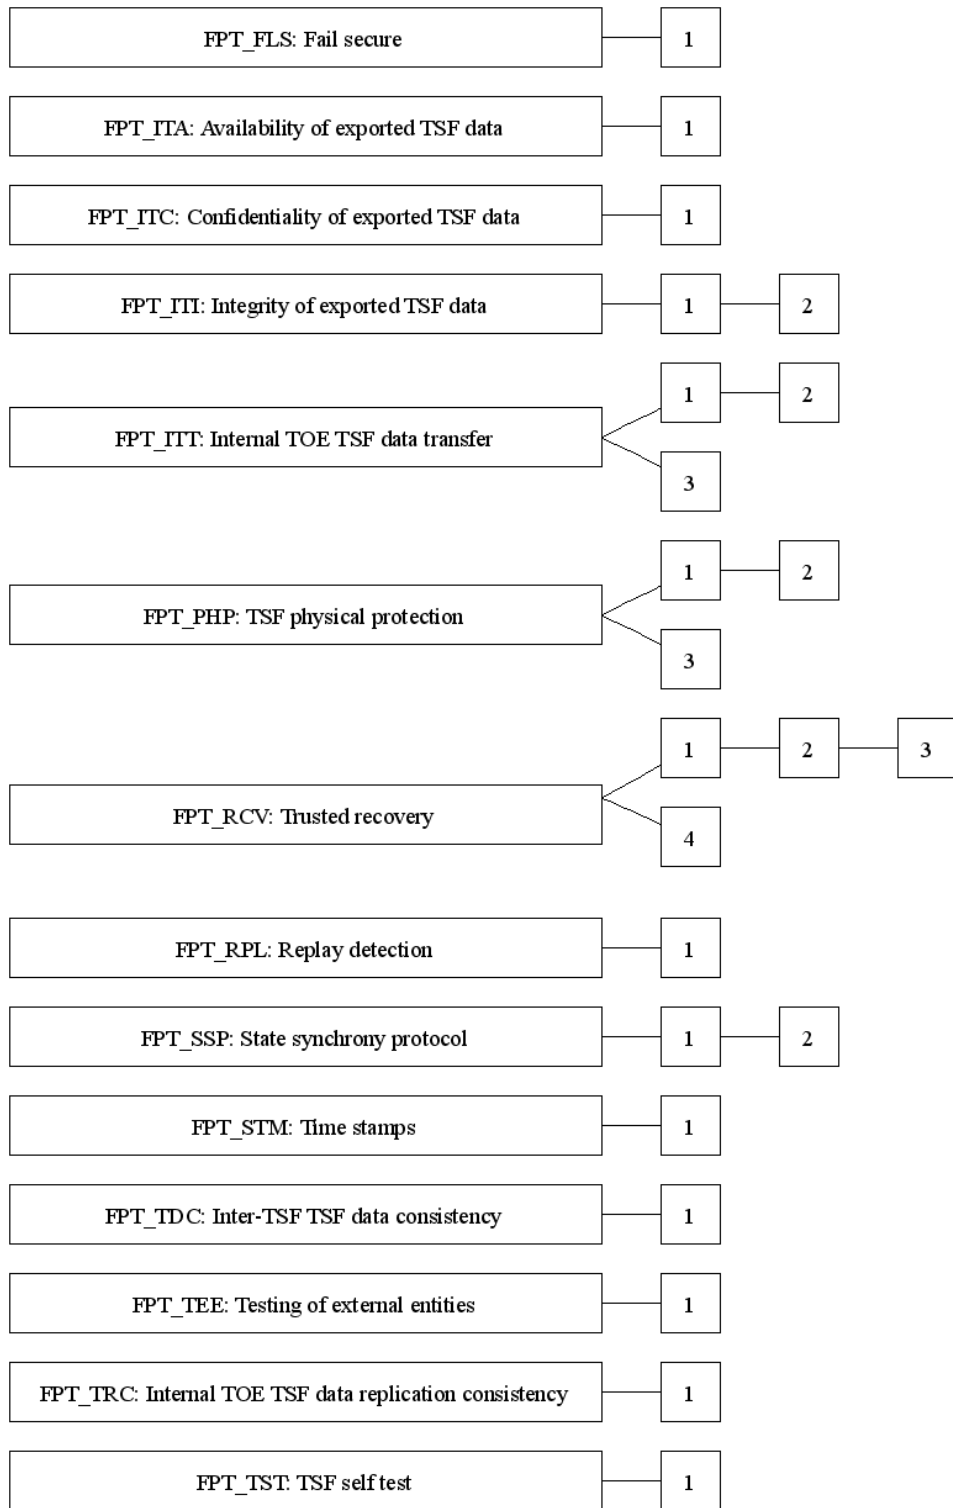 FPT_FLS: Fail secure 1
FPT_ITA: Availability of exported TSF data 1
FPT_ITC: Confidentiality of exported TSF data 1
FPT_ITI: Integrity of exported TSF data 1 2
1 2
FPT_ITT: Internal TOE TSF data transfer
3
1 2
FPT_PHP: TSF physical protection
3
1 2 3
FPT_RCV: Trusted recovery
4
FPT_RPL: Replay detection 1
FPT_SSP: State synchrony protocol 1 2
FPT_STM: Time stamps 1
FPT_TDC: Inter-TSF TSF data consistency 1
FPT_TEE: Testing of external entities 1
FPT_TRC: Internal TOE TSF data replication consistency 1
FPT_TST: TSF self test 1